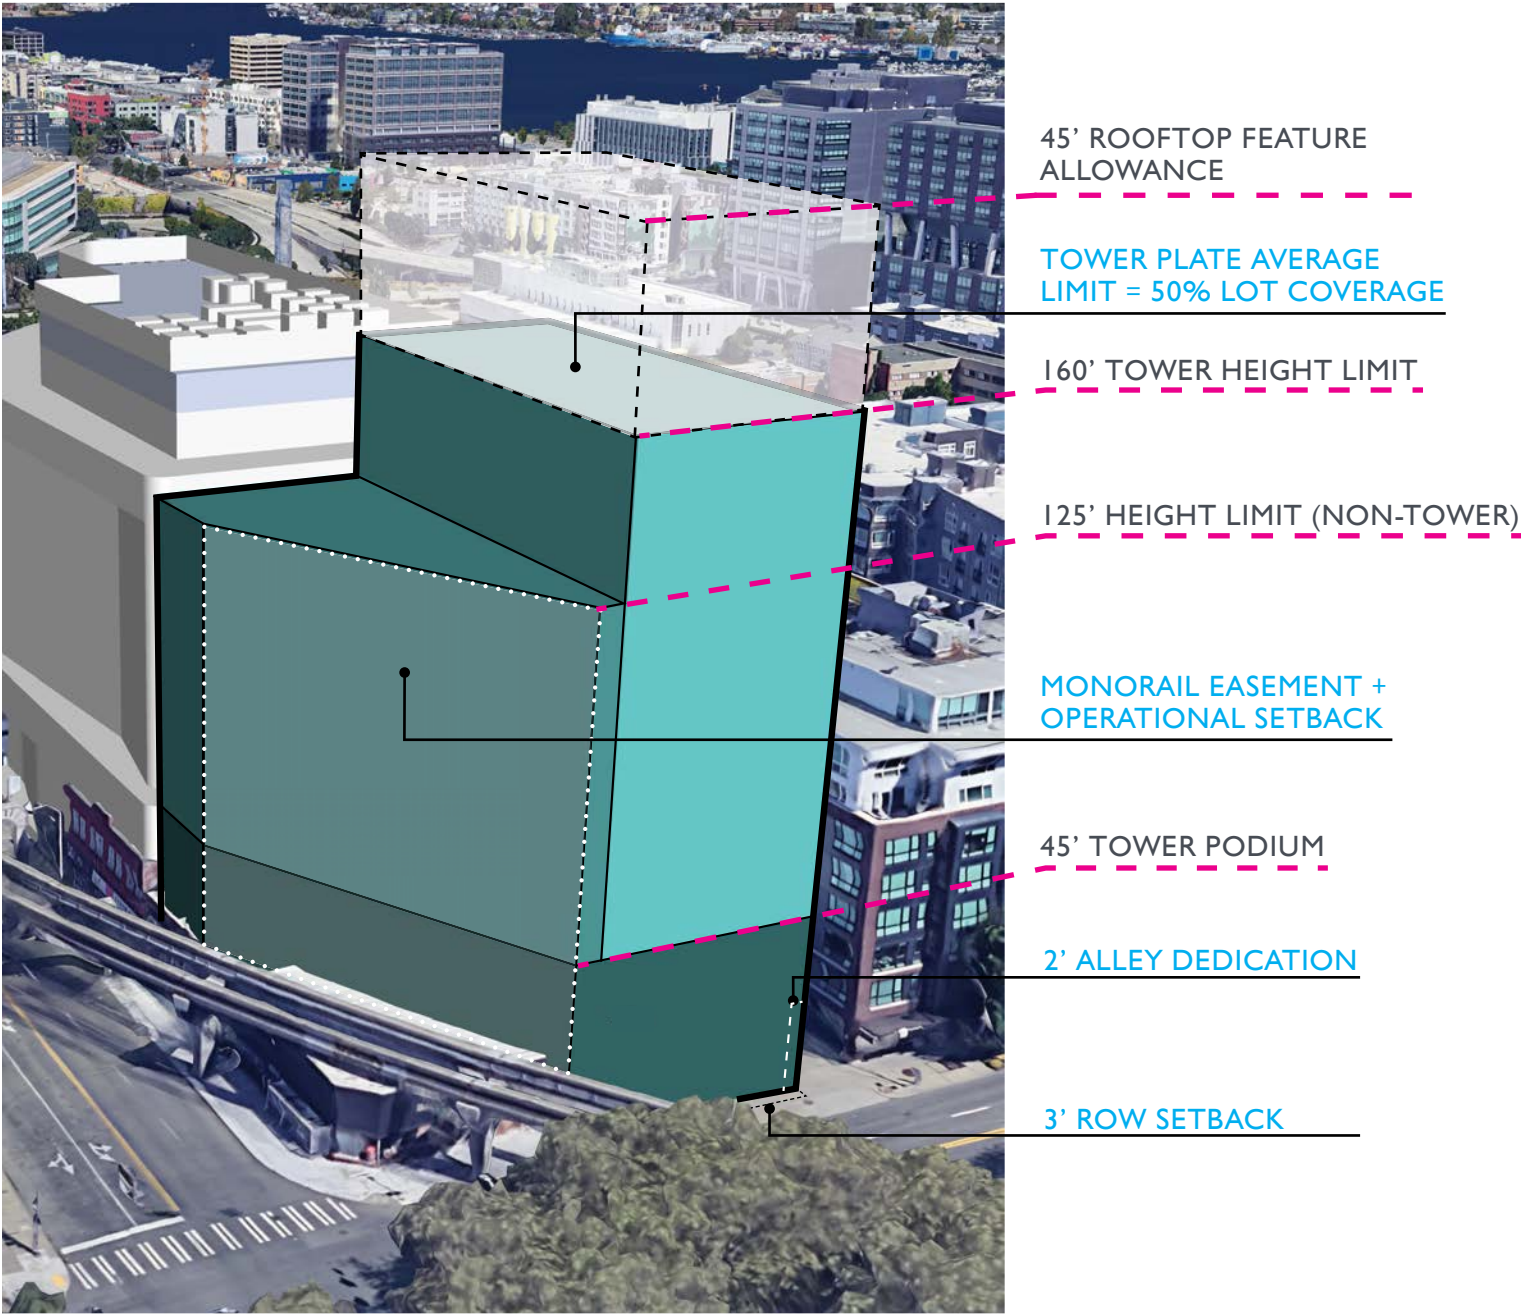 45’ ROOFTOP FEATURE
ALLOWANCE
TOWER PLATE AVERAGE
LIMIT = 50% LOT COVERAGE
160’ TOWER HEIGHT LIMIT
125’ HEIGHT LIMIT (NON-TOWER)
MONORAIL EASEMENT +
OPERATIONAL SETBACK
45’ TOWER PODIUM
2’ ALLEY DEDICATION
3’ ROW SETBACK